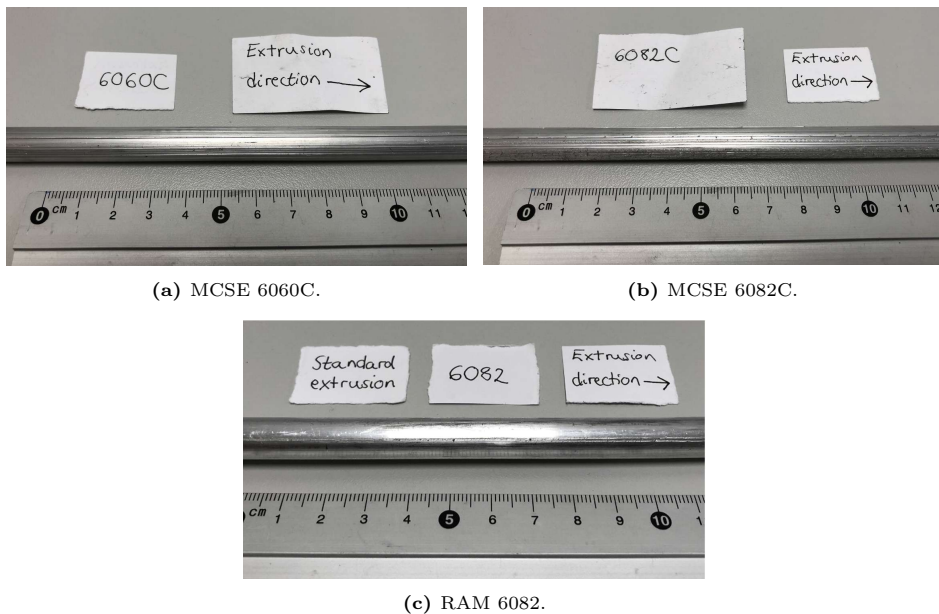 6060C
Extrusion
direction →
0 cm 1 2 3 4 5 6 7 8 9 10 11
(a) MCSE 6060C.
6082C
Extrusion
direction →
0 cm 1 2 3 4 5 6 7 8 9 10 11 12
(b) MCSE 6082C.
Standard
extrusion
6082
Extrusion
direction →
cm 1 2 3 4 5 6 7 8 9 10
(c) RAM 6082.